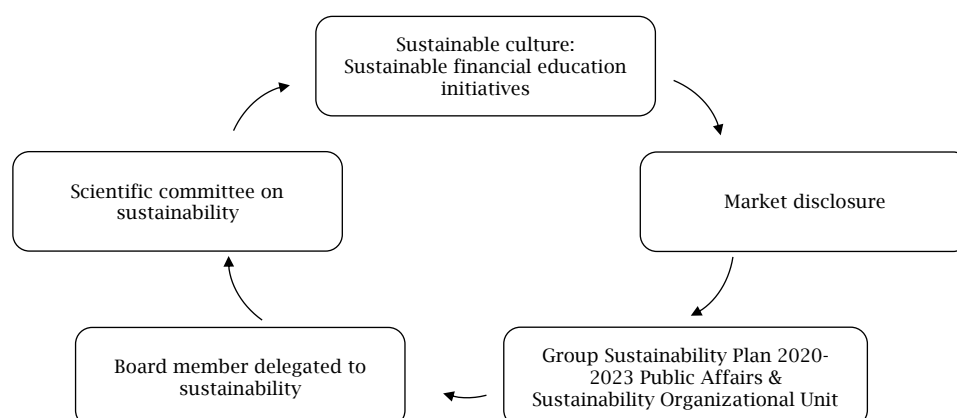 Sustainable culture:
Sustainable financial education
initiatives
Scientific committee on
sustainability
Market disclosure
Board member delegated to
sustainability
Group Sustainability Plan 2020-
2023 Public Affairs &
Sustainability Organizational Unit